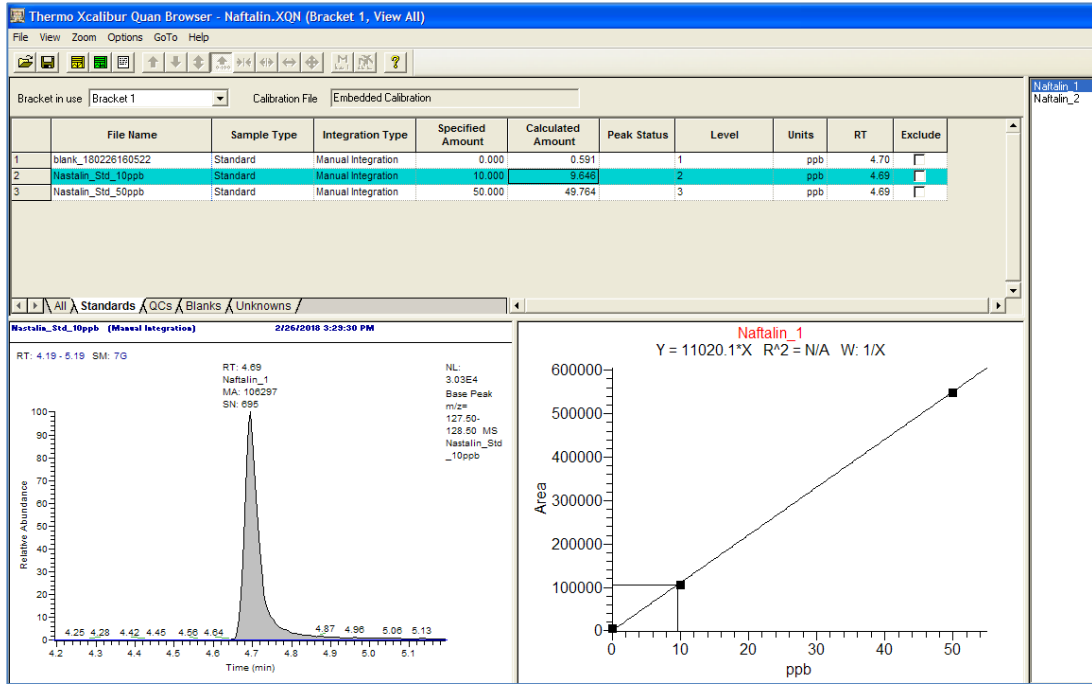 Thermo Xcalibur Quan Browser - Naftalin.XQN (Bracket 1, View All)
File View Zoom Options GoTo Help
Bracket in use Bracket 1 Calibration File Embedded Calibration
File Name Sample Type Integration Type Specified Amount Calculated Amount Peak Status Level Units RT Exclude
1 blank_180226160522 Standard Manual Integration 0.000 0.591 1 ppb 4.70
2 Nastalin_Std_10ppb Standard Manual Integration 10.000 9.646 2 ppb 4.69
3 Nastalin_Std_50ppb Standard Manual Integration 50.000 49.764 3 ppb 4.69
All Standards QCs Blanks Unknowns
Naftalin_1
Naftalin_2
Nastalin_Std_10ppb (Manual Integration) 2/26/2018 3:29:30 PM
RT: 4.19 - 5.19 SM: 7G
RT: 4.69
Naftalin_1
MA: 106297
SN: 695
NL:
3.03E4
Base Peak
m/z=
127.50-
128.50 MS
Nastalin_Std
_10ppb
Relative Abundance
100
90
80
70
60
50
40
30
20
10
0
4.25 4.28 4.42 4.45 4.56 4.64 4.87 4.96 5.06 5.13
4.2 4.3 4.4 4.5 4.6 4.7 4.8 4.9 5.0 5.1
Time (min)
Naftalin_1
Y = 11020.1*X R^2 = N/A W: 1/X
Area
600000
500000
400000
300000
200000
100000
0
0 10 20 30 40 50
ppb